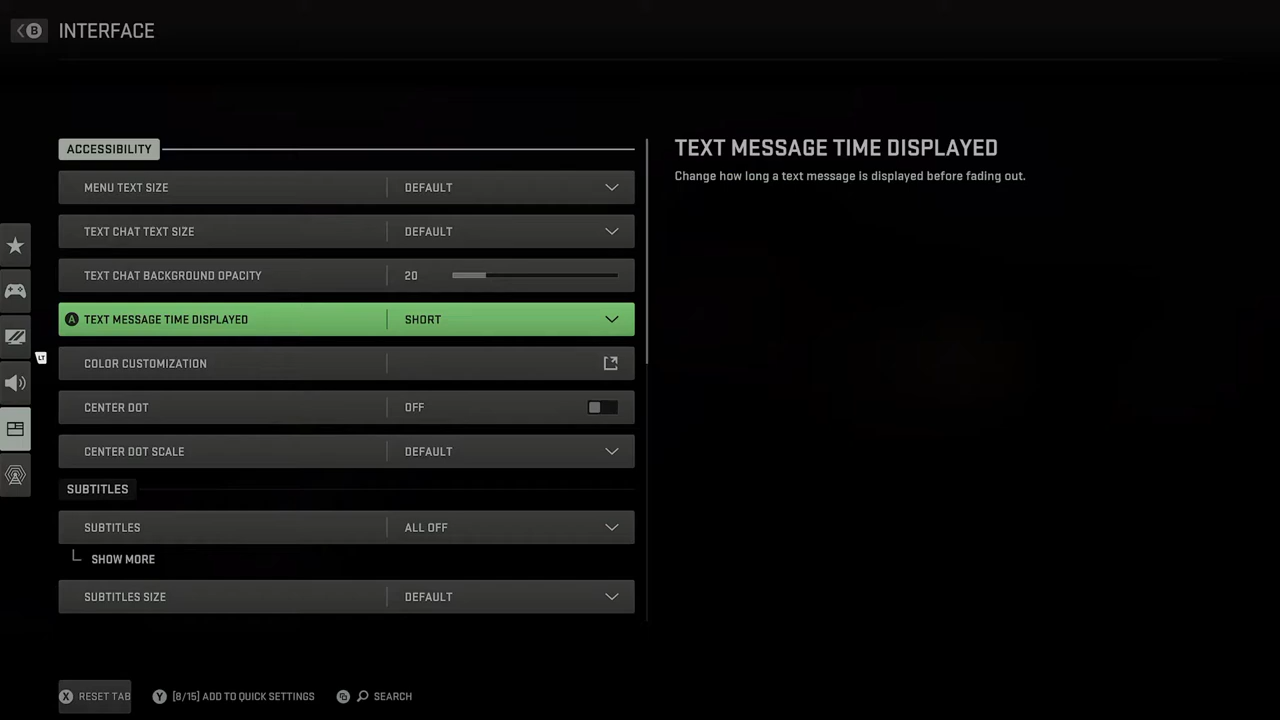 B INTERFACE
ACCESSIBILITY
MENU TEXT SIZE DEFAULT
TEXT CHAT TEXT SIZE DEFAULT
TEXT CHAT BACKGROUND OPACITY 20
A TEXT MESSAGE TIME DISPLAYED SHORT
COLOR CUSTOMIZATION
CENTER DOT OFF
CENTER DOT SCALE DEFAULT
SUBTITLES
SUBTITLES ALL OFF
SHOW MORE
SUBTITLES SIZE DEFAULT
LT
TEXT MESSAGE TIME DISPLAYED
Change how long a text message is displayed before fading out.
X RESET TAB Y [8/15] ADD TO QUICK SETTINGS SEARCH